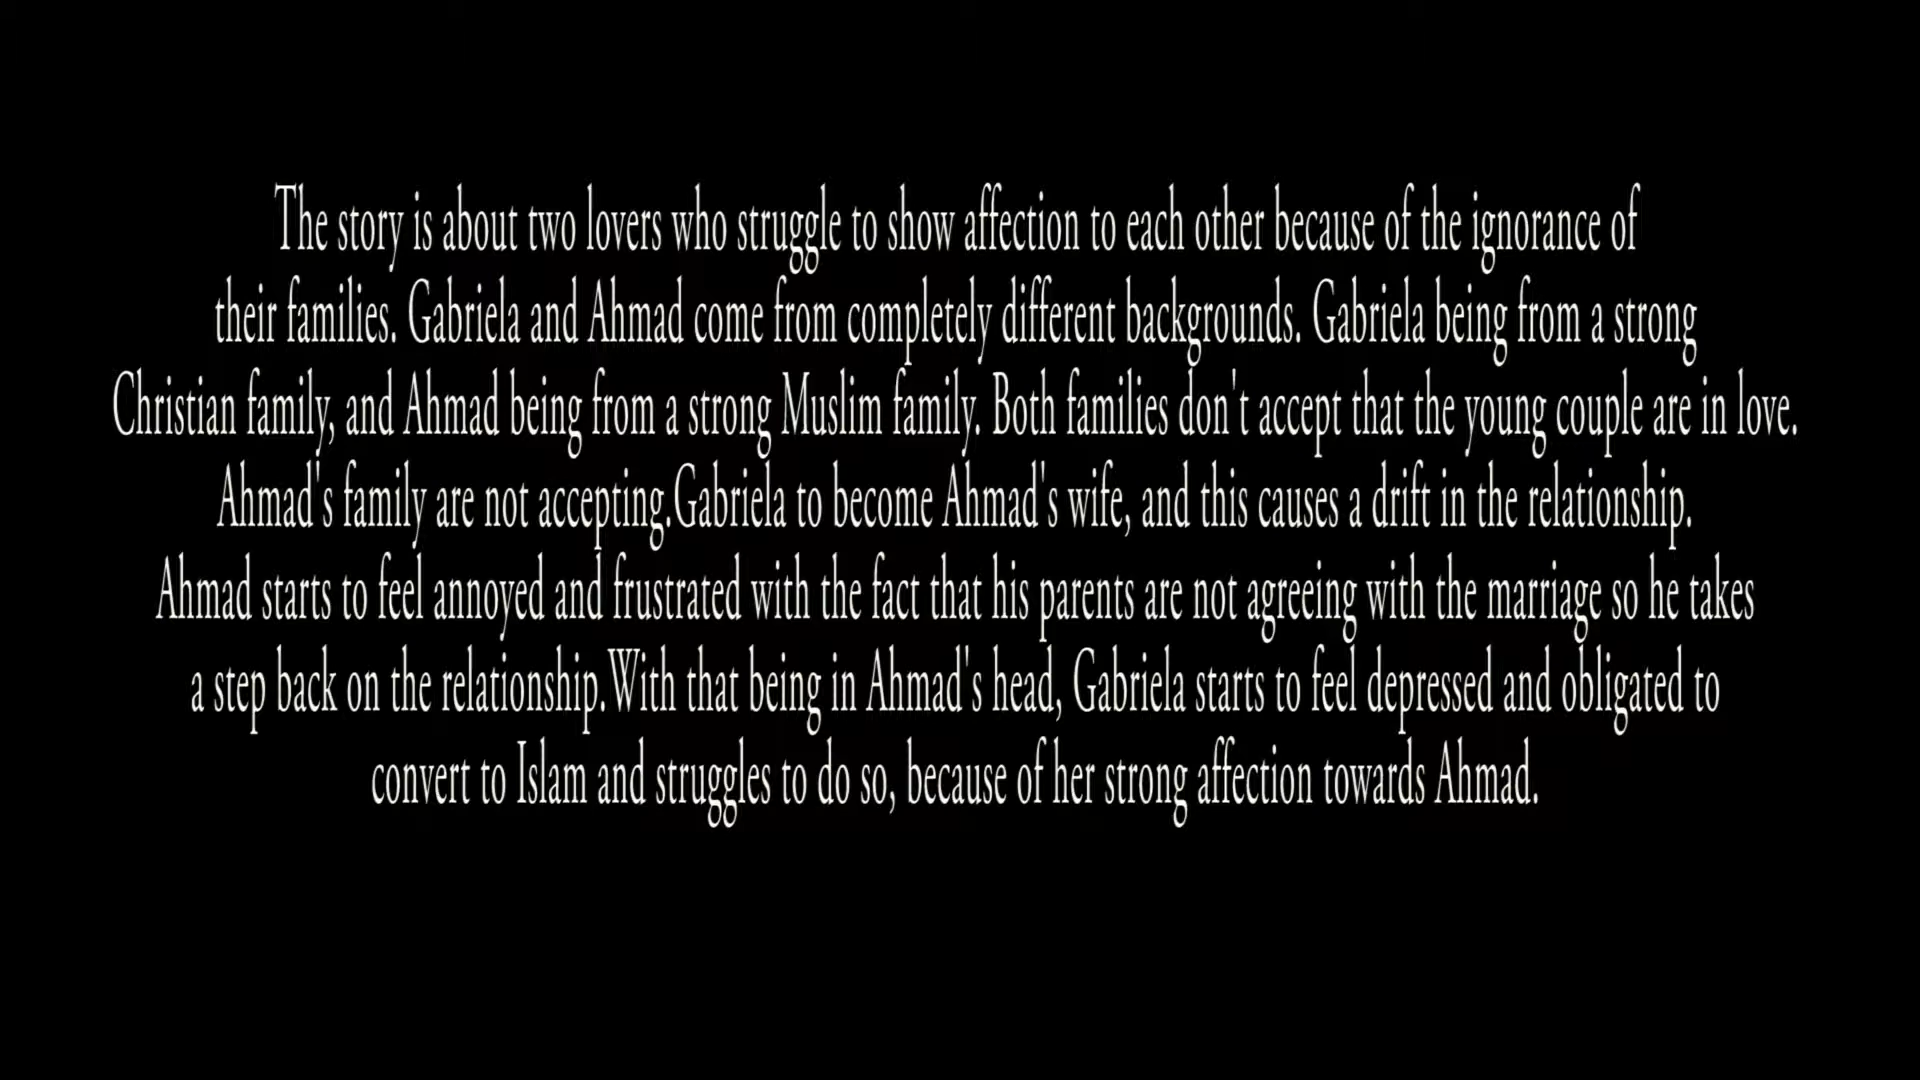 The story is about two lovers who struggle to show affection to each other because of the ignorance of
their families. Gabriela and Ahmad come from completely different backgrounds. Gabriela being from a strong
Christian family, and Ahmad being from a strong Muslim family. Both families don't accept that the young couple are in love.
Ahmad's family are not accepting.Gabriela to become Ahmad's wife, and this causes a drift in the relationship.
Ahmad starts to feel annoyed and frustrated with the fact that his parents are not agreeing with the marriage so he takes
a step back on the relationship.With that being in Ahmad's head, Gabriela starts to feel depressed and obligated to
convert to Islam and struggles to do so, because of her strong affection towards Ahmad.